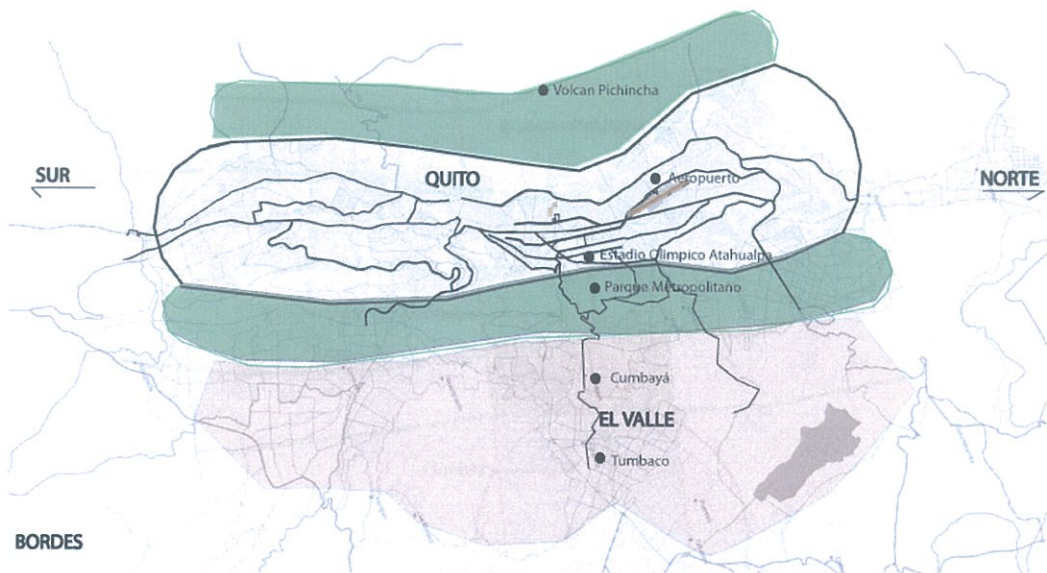 Volcan Pichincha
SUR
QUITO
Aeropuerto
NORTE
Estadio Olimpico Atahualpa
Parque Metropolitano
Cumbayá
EL VALLE
Tumbaco
BORDES